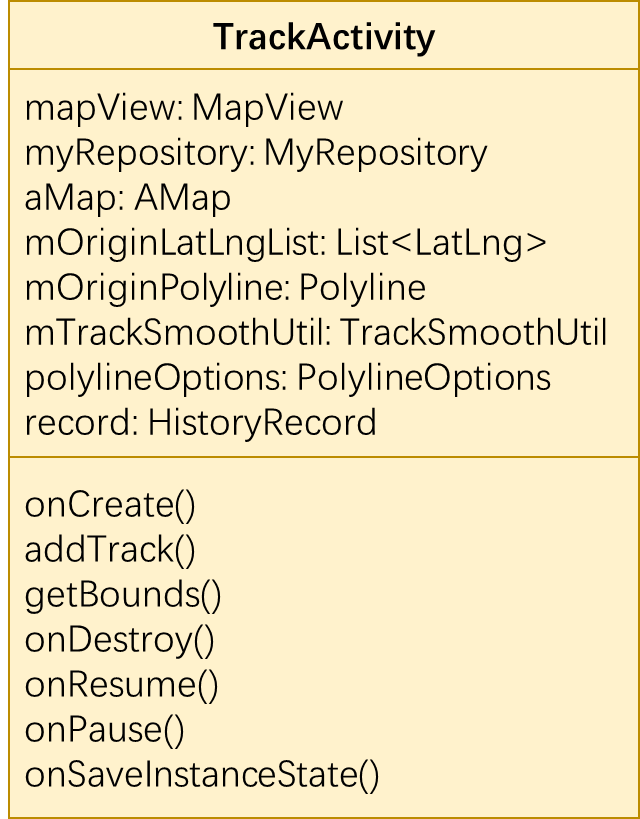 TrackActivity
mapView: MapView
myRepository: MyRepository
aMap: AMap
mOriginLatLngList: List<LatLng>
mOriginPolyline: Polyline
mTrackSmoothUtil: TrackSmoothUtil
polylineOptions: PolylineOptions
record: HistoryRecord
onCreate()
addTrack()
getBounds()
onDestroy()
onResume()
onPause()
onSaveInstanceState()